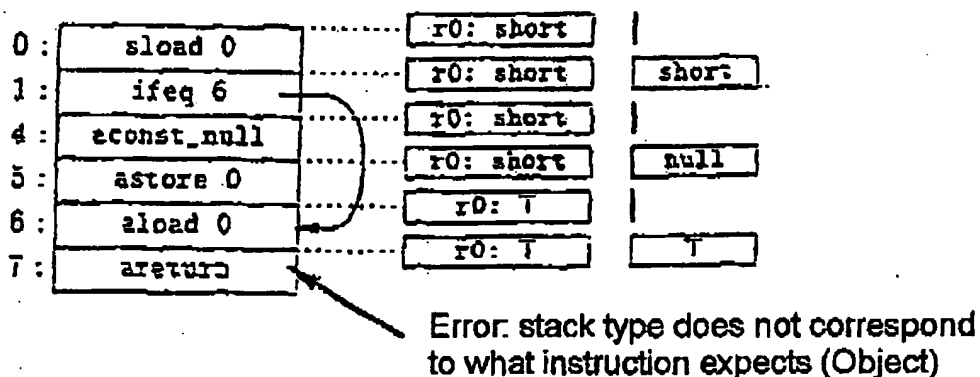 0: sload 0 r0: short
1: ifeq 6 r0: short short
4: aconst_null r0: short
5: astore 0 r0: short null
6: aload 0 r0: T
7: areturn r0: T T
Error: stack type does not correspond
to what instruction expects (Object)